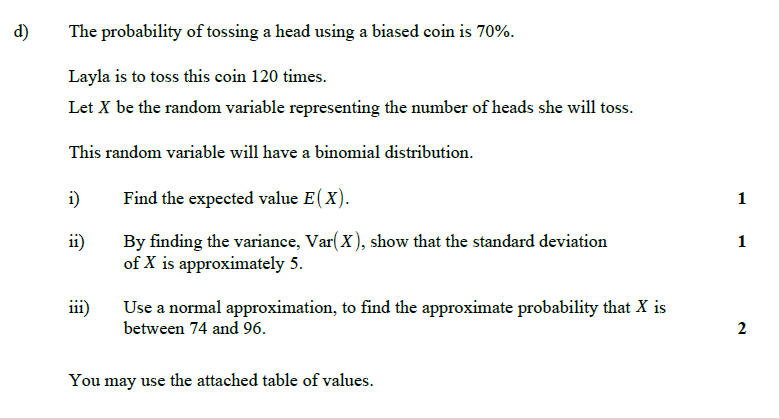 d) The probability of tossing a head using a biased coin is 70%.
Layla is to toss this coin 120 times.
Let X be the random variable representing the number of heads she will toss.
This random variable will have a binomial distribution.
i) Find the expected value E(X). 1
ii) By finding the variance, Var(X), show that the standard deviation 1
of X is approximately 5.
iii) Use a normal approximation, to find the approximate probability that X is
between 74 and 96. 2
You may use the attached table of values.